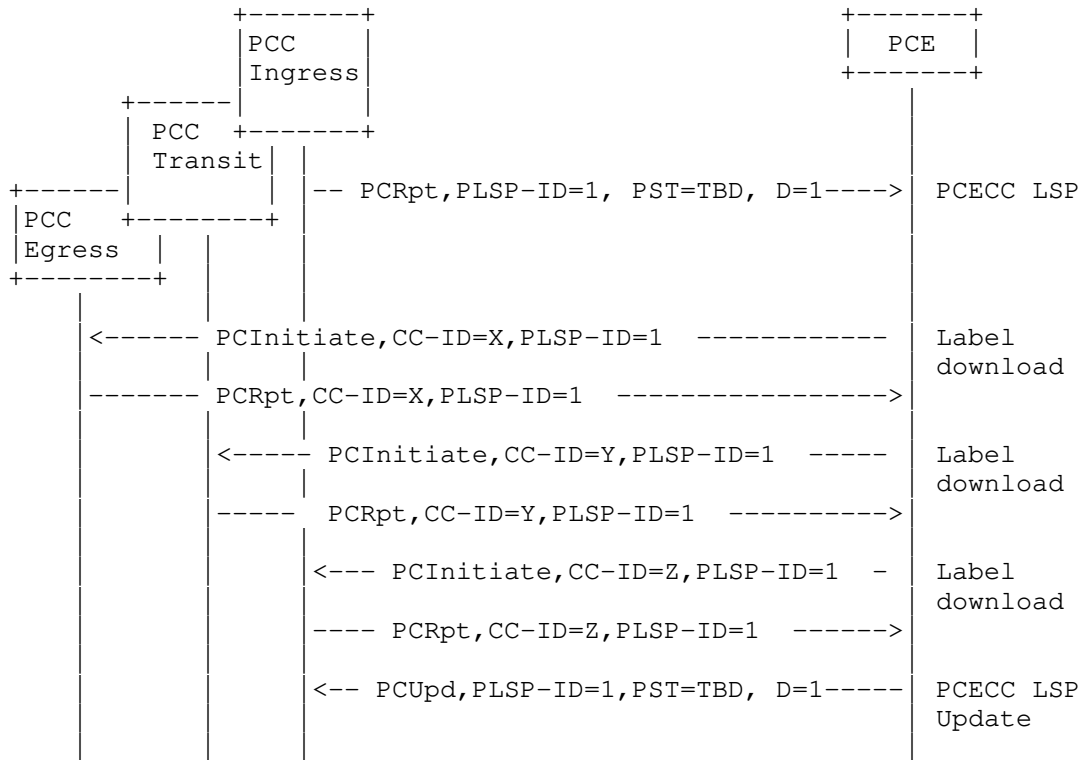 PCC
PCE
Ingress
PCC
Transit
-- PCRpt,PLSP-ID=1, PST=TBD, D=1----> PCECC LSP
PCC
Egress
<------ PCInitiate,CC-ID=X,PLSP-ID=1 ------------ Label
download
------- PCRpt,CC-ID=X,PLSP-ID=1 ----------------->
<----- PCInitiate,CC-ID=Y,PLSP-ID=1 ----- Label
download
----- PCRpt,CC-ID=Y,PLSP-ID=1 ---------->
<--- PCInitiate,CC-ID=Z,PLSP-ID=1 - Label
download
---- PCRpt,CC-ID=Z,PLSP-ID=1 ------>
<-- PCUpd,PLSP-ID=1,PST=TBD, D=1----- PCECC LSP
Update